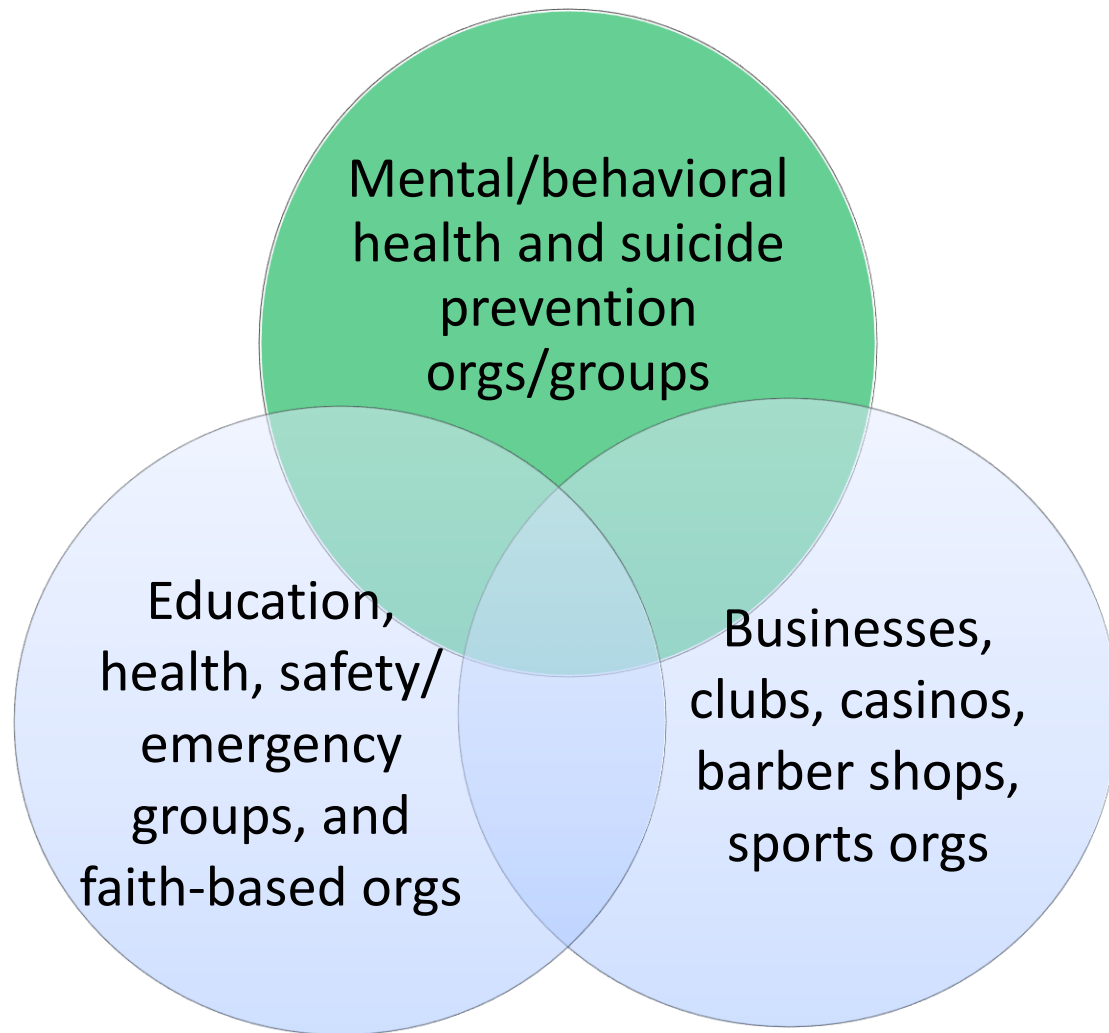 Mental/behavioral
health and suicide
prevention
orgs/groups
Education,
health, safety/
emergency
groups, and
faith-based orgs
Businesses,
clubs, casinos,
barber shops,
sports orgs